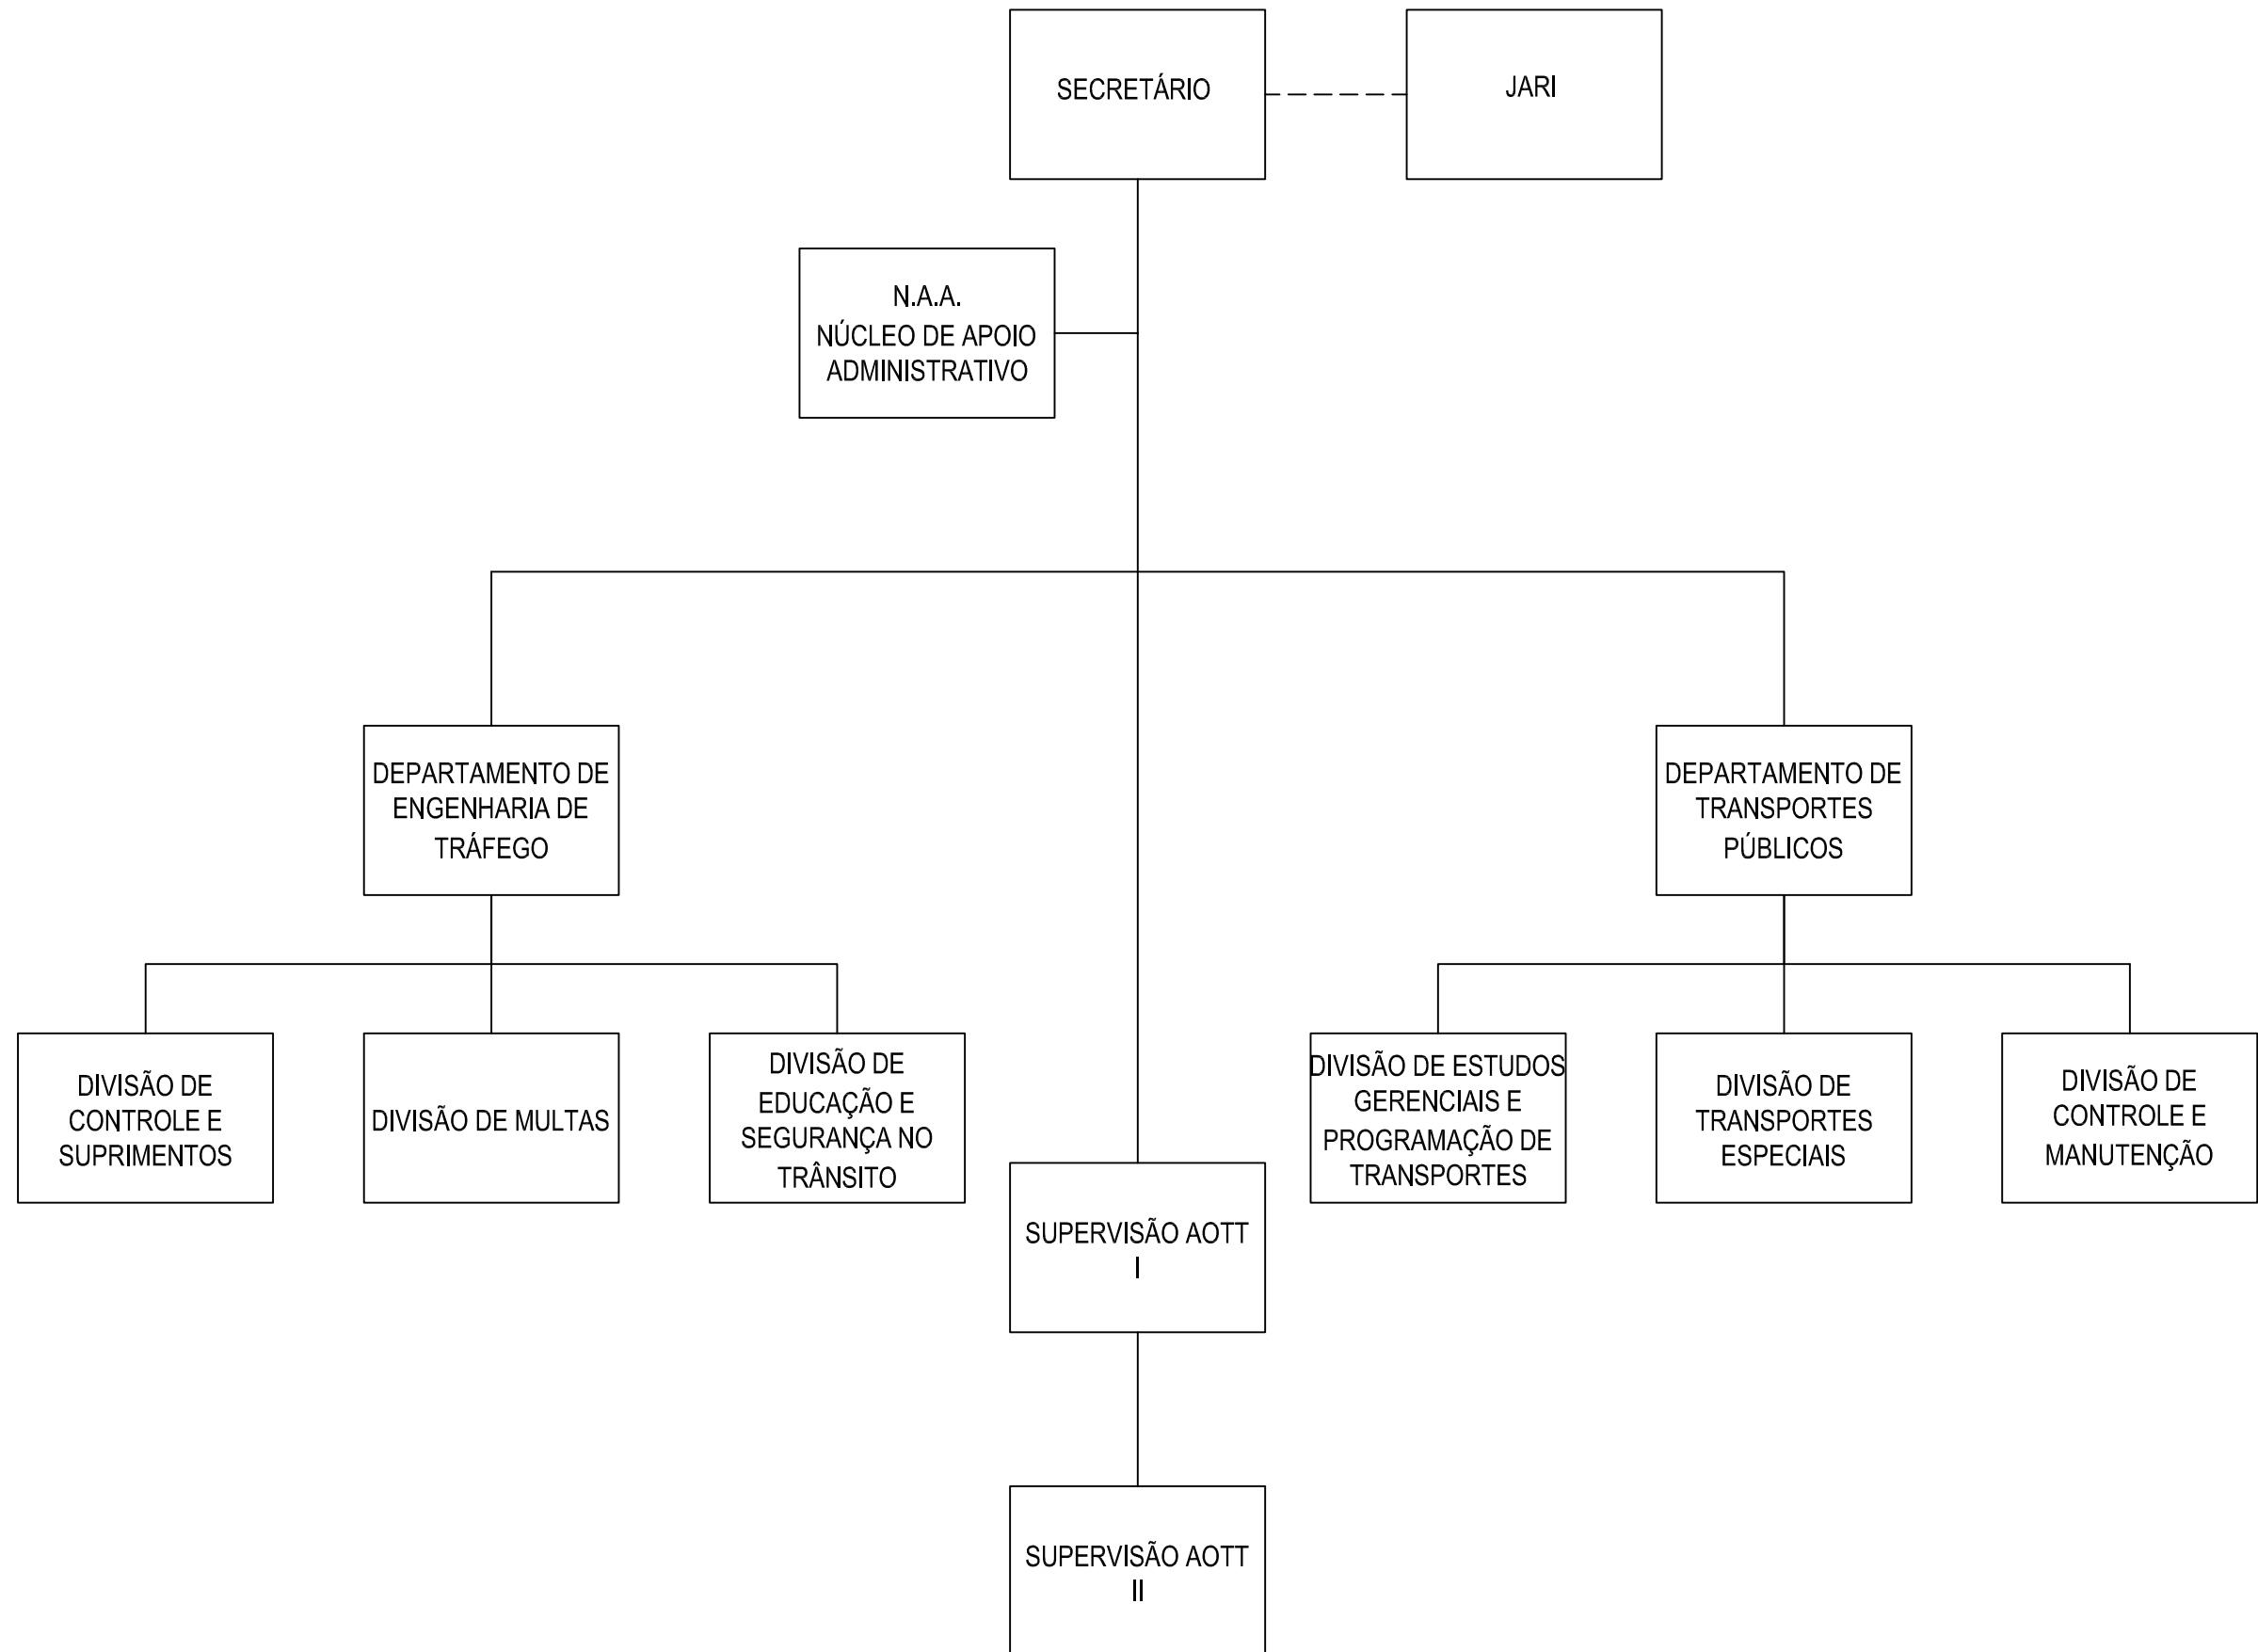 SECRETÁRIO
JARI
N.A.A.
NÚCLEO DE APOIO
ADMINISTRATIVO
DEPARTAMENTO DE
ENGENHARIA DE
TRÁFEGO
DEPARTAMENTO DE
TRANSPORTES
PÚBLICOS
DIVISÃO DE
CONTROLE E
SUPRIMENTOS
DIVISÃO DE MULTAS
DIVISÃO DE
EDUCAÇÃO E
SEGURANÇA NO
TRÂNSITO
DIVISÃO DE ESTUDOS
GERENCIAIS E
PROGRAMAÇÃO DE
TRANSPORTES
DIVISÃO DE
TRANSPORTES
ESPECIAIS
DIVISÃO DE
CONTROLE E
MANUTENÇÃO
SUPERVISÃO AOTT
I
SUPERVISÃO AOTT
II